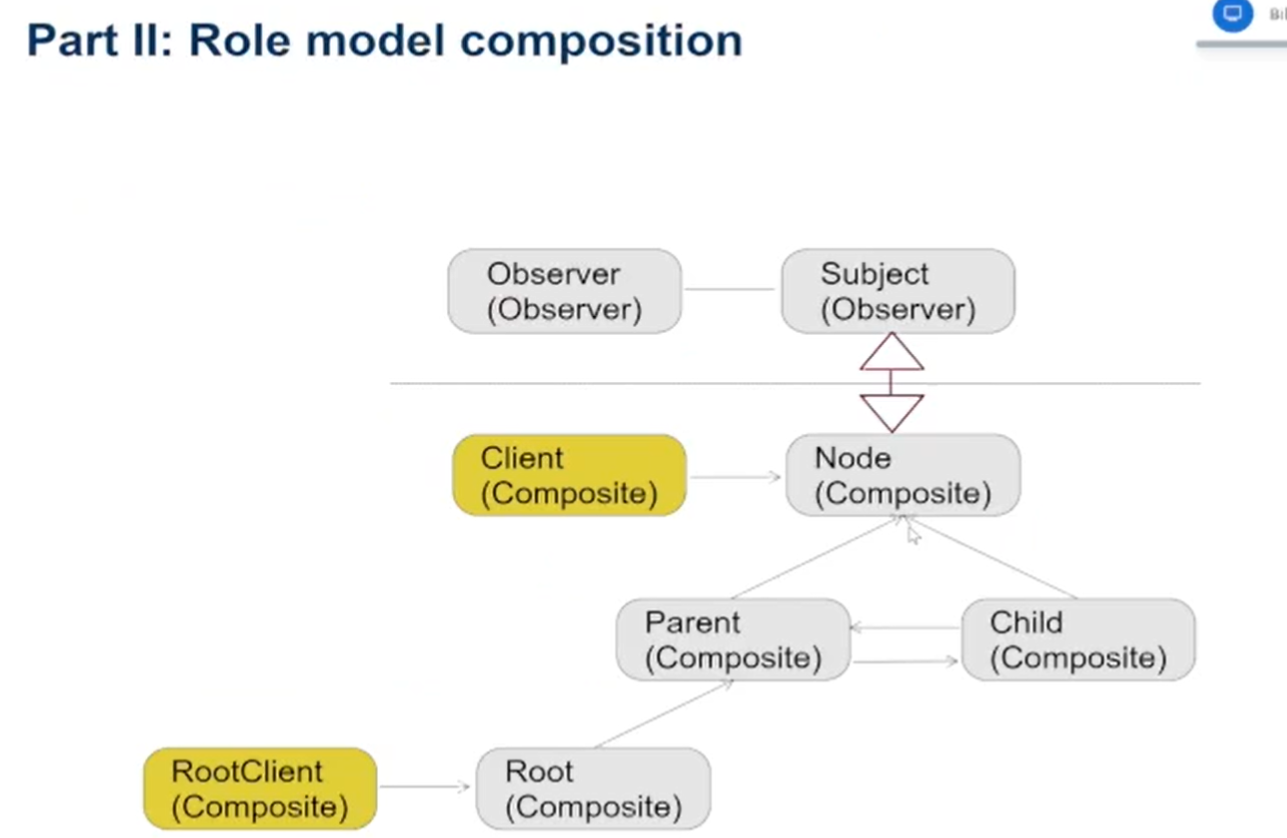 Part II: Role model composition
Observer
(Observer)
Subject
(Observer)
Client
(Composite)
Node
(Composite)
Parent
(Composite)
Child
(Composite)
RootClient
(Composite)
Root
(Composite)